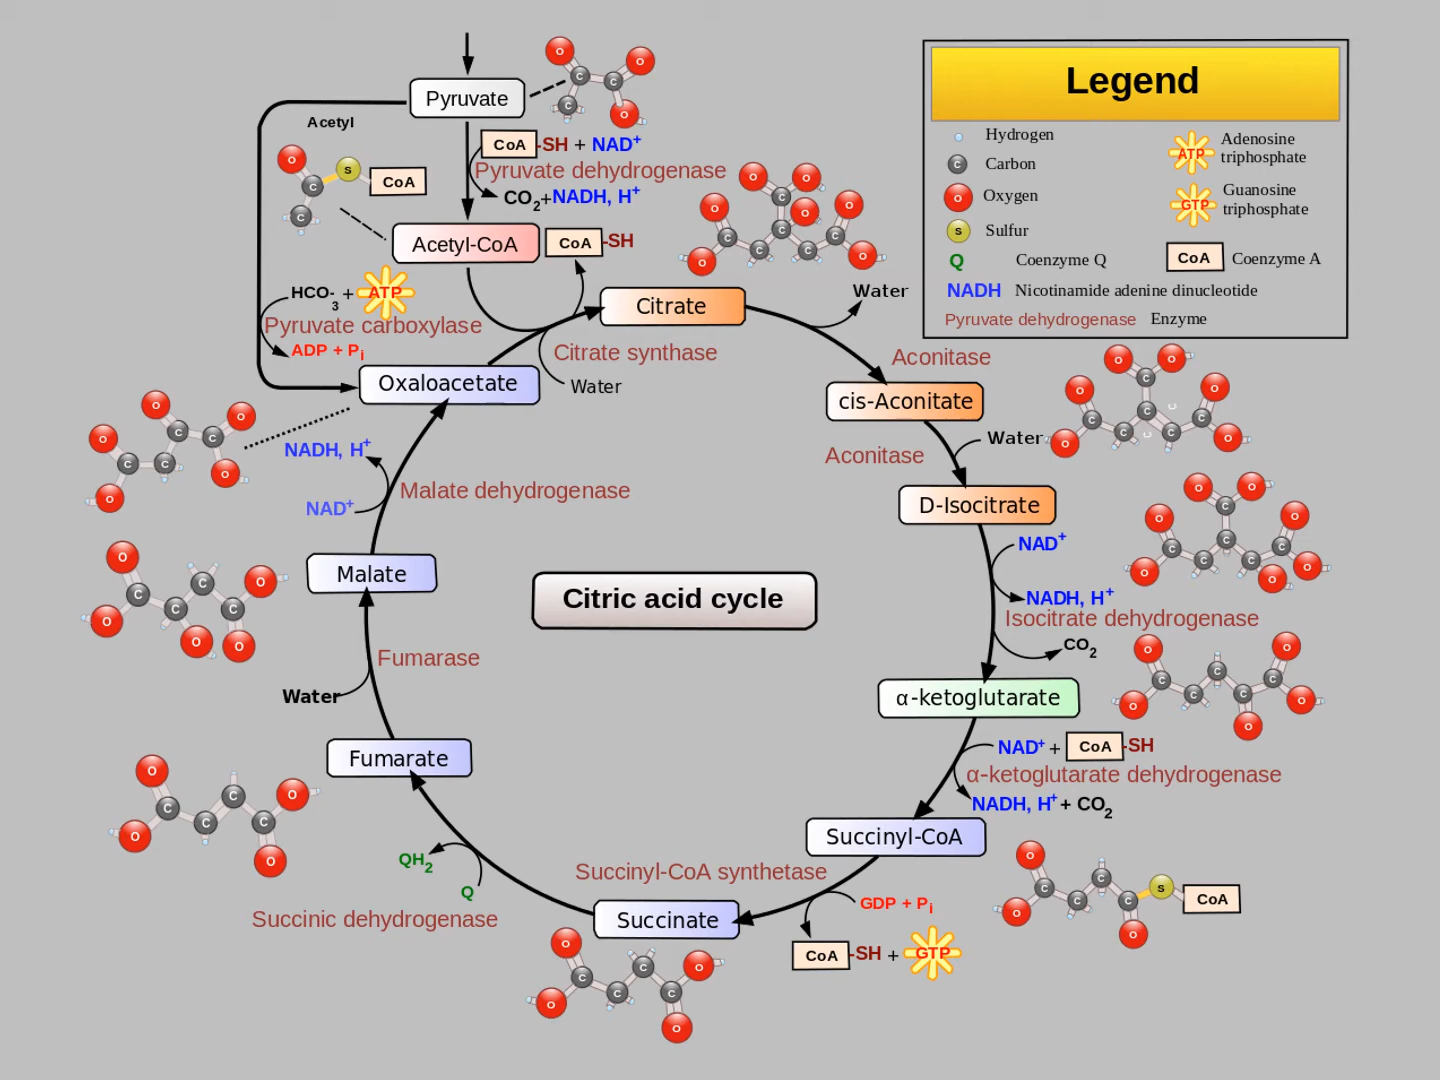 Legend
Hydrogen
C Carbon
O Oxygen
S Sulfur
Q Coenzyme Q
NADH Nicotinamide adenine dinucleotide
Pyruvate dehydrogenase Enzyme
ATP Adenosine
triphosphate
GTP Guanosine
triphosphate
CoA Coenzyme A
Pyruvate
Acetyl
S CoA
CoA-SH + NAD+
Pyruvate dehydrogenase
CO2+NADH, H+
Acetyl-CoA
CoA-SH
HCO3- + ATP
Pyruvate carboxylase
ADP + Pi
Citrate
Water
Citrate synthase
Water
Oxaloacetate
Aconitase
cis-Aconitate
Water
Aconitase
D-Isocitrate
NAD+
NADH, H+
Isocitrate dehydrogenase
CO2
α-ketoglutarate
NAD+ + CoA-SH
α-ketoglutarate dehydrogenase
NADH, H+ + CO2
Succinyl-CoA
S CoA
Succinyl-CoA synthetase
GDP + Pi
CoA-SH + GTP
Succinate
QH2
Q
Succinic dehydrogenase
Fumarate
Water
Fumarase
Malate
NADH, H+
NAD+
Malate dehydrogenase
Citric acid cycle